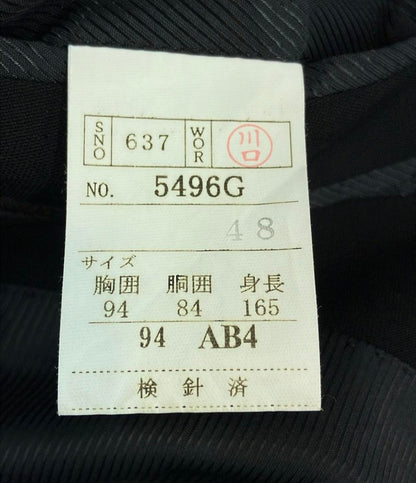 SNO 637 WOR 川口
NO. 5496G
48
サイズ
胸囲 胴囲 身長
94 84 165
94 AB4
検針済